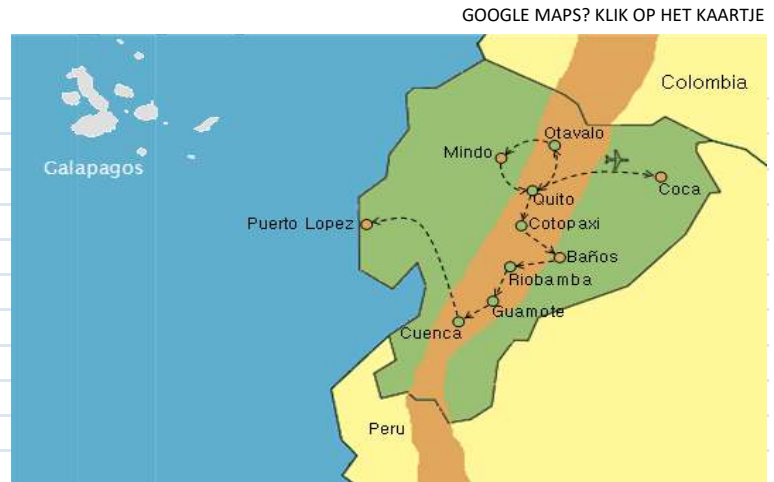 GOOGLE MAPS? KLIK OP HET KAARTJE
Colombia
Otavalo
Mindo
Galapagos
Coca
Quito
Puerto Lopez
Cotopaxi
Baños
Riobamba
Guamote
Cuenca
Peru